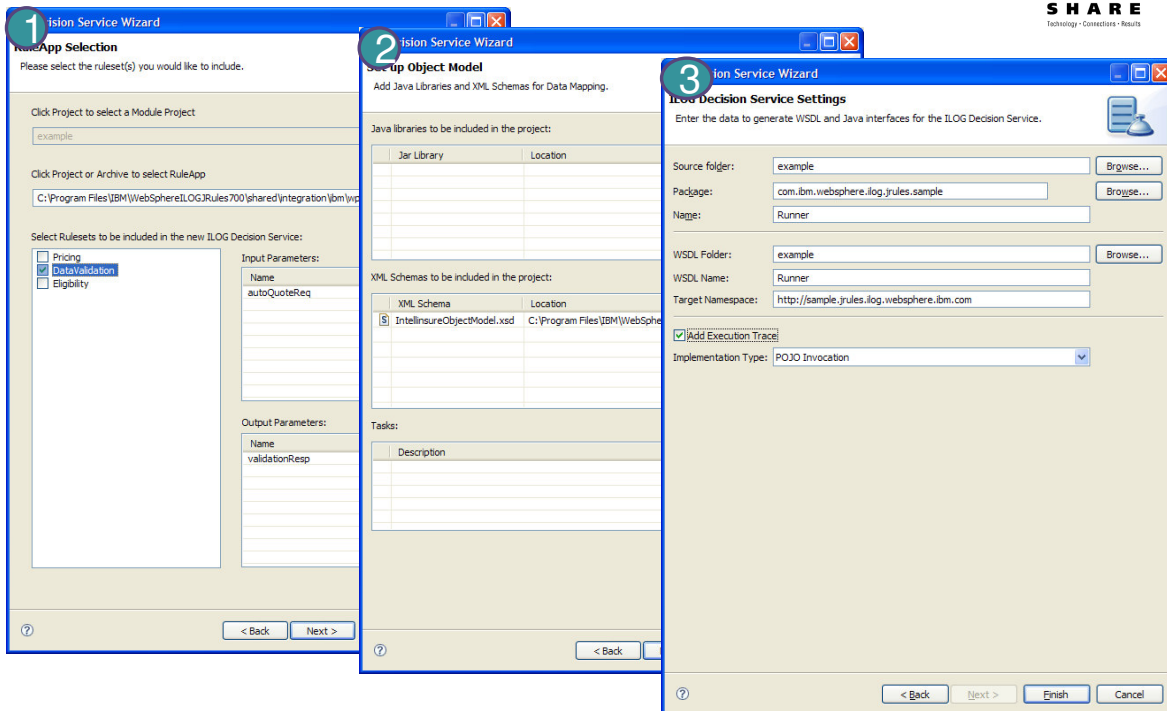 SHARE
Technology · Connections · Results
1
ision Service Wizard
RuleApp Selection
Please select the ruleset(s) you would like to include.
Click Project to select a Module Project
example
Click Project or Archive to select RuleApp
C:\Program Files\IBM\WebSphereILOGJRules700\shared\integration\ibm\wp
Select Rulesets to be included in the new ILOG Decision Service:
Pricing
DataValidation
Eligibility
Input Parameters:
Name
autoQuoteReq
Output Parameters:
Name
validationResp
< Back
Next >
2
ision Service Wizard
Set up Object Model
Add Java Libraries and XML Schemas for Data Mapping.
Java libraries to be included in the project:
Jar Library Location
XML Schemas to be included in the project:
XML Schema Location
IntellinsureObjectModel.xsd C:\Program Files\IBM\WebSphe
Tasks:
Description
< Back
3
ision Service Wizard
ILOG Decision Service Settings
Enter the data to generate WSDL and Java interfaces for the ILOG Decision Service.
Source folder: example Browse...
Package: com.ibm.websphere.ilog.jrules.sample Browse...
Name: Runner
WSDL Folder: example Browse...
WSDL Name: Runner
Target Namespace: http://sample.jrules.ilog.websphere.ibm.com
Add Execution Trace
Implementation Type: POJO Invocation
< Back Next > Finish Cancel